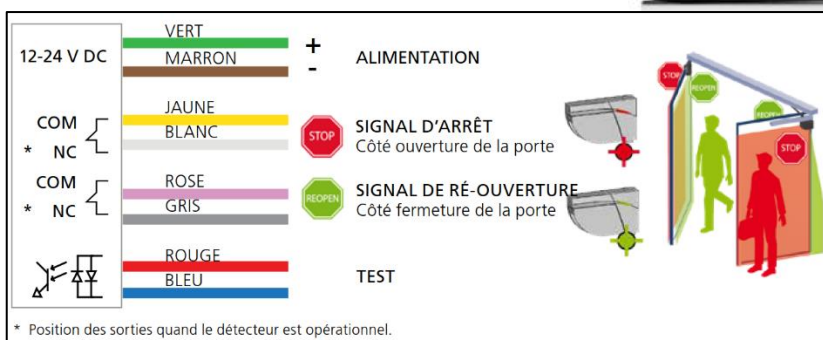 VERT
12-24 V DC
MARRON
+
-
ALIMENTATION
JAUNE
COM
BLANC
* NC
STOP
SIGNAL D'ARRÊT
Côté ouverture de la porte
ROSE
COM
GRIS
* NC
REOPEN
SIGNAL DE RÉ-OUVERTURE
Côté fermeture de la porte
ROUGE
BLEU
TEST
STOP
REOPEN
REOPEN
STOP
* Position des sorties quand le détecteur est opérationnel.